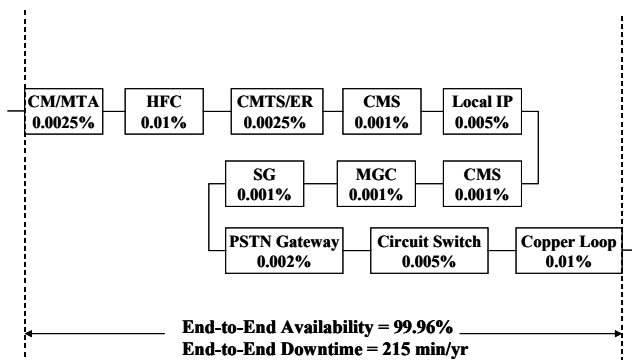 CM/MTA
0.0025%
HFC
0.01%
CMTS/ER
0.0025%
CMS
0.001%
Local IP
0.005%
SG
0.001%
MGC
0.001%
CMS
0.001%
PSTN Gateway
0.002%
Circuit Switch
0.005%
Copper Loop
0.01%
End-to-End Availability = 99.96%
End-to-End Downtime = 215 min/yr